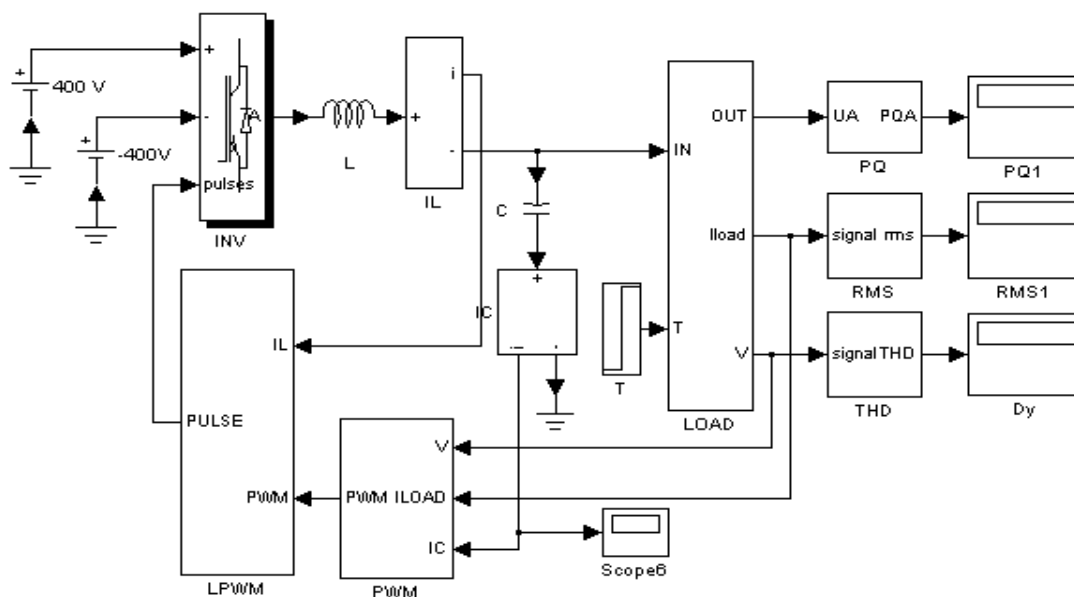 +
400 V
+
-400V
+
-
pulses
INV
L
+
i
-
IL
C
IC
+
i
-
T
IN
T
OUT
Iload
V
LOAD
UA PQA
PQ
PQ1
signal rms
RMS
RMS1
signal THD
THD
Dy
IL
PULSE
PWM
LPWM
V
PWM ILOAD
IC
PWM
Scope6